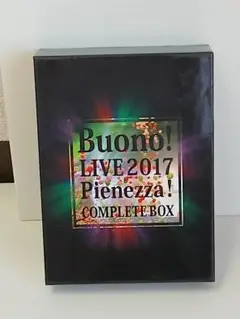 Buono!
LIVE 2017
Pienezza!
COMPLETE BOX